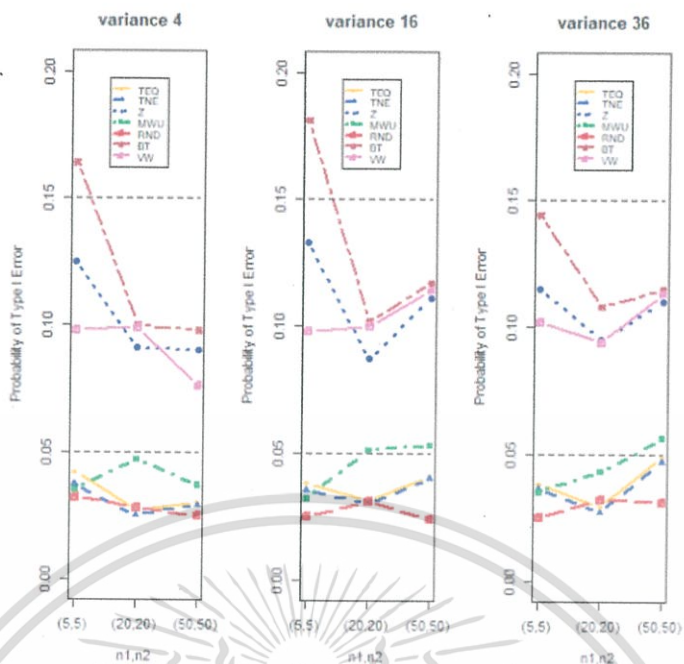 variance 4
variance 16
variance 36
Probability of Type I Error
0.00
0.05
0.10
0.15
0.20
TEQ
TNE
Z
MWU
RND
BT
VW
(5,5)
(20,20)
(50,50)
n1,n2
Probability of Type I Error
0.00
0.05
0.10
0.15
0.20
TEQ
TNE
Z
MWU
RND
BT
VW
(5,5)
(20,20)
(50,50)
n1,n2
Probability of Type I Error
0.00
0.05
0.10
0.15
0.20
TEQ
TNE
Z
MWU
RND
BT
VW
(5,5)
(20,20)
(50,50)
n1,n2